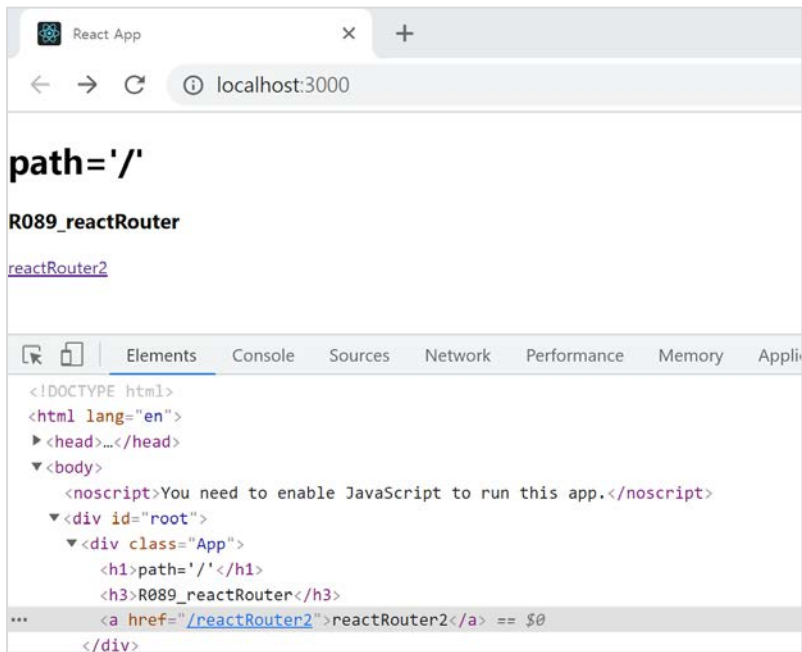 React App
localhost:3000
path='/'
R089_reactRouter
reactRouter2
Elements Console Sources Network Performance Memory Appli
<!DOCTYPE html>
<html lang="en">
<head>…</head>
<body>
<noscript>You need to enable JavaScript to run this app.</noscript>
<div id="root">
<div class="App">
<h1>path='/'</h1>
<h3>R089_reactRouter</h3>
… <a href="/reactRouter2">reactRouter2</a> == $0
</div>